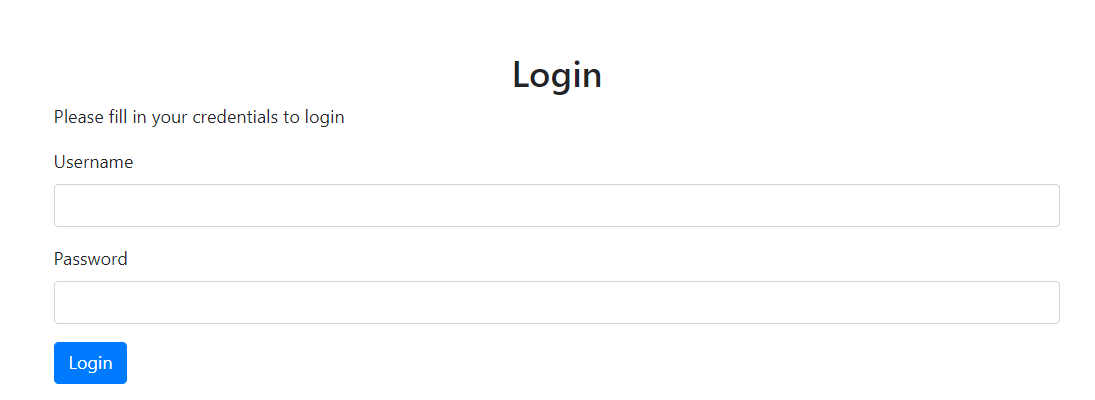 Login
Please fill in your credentials to login
Username
Password
Login